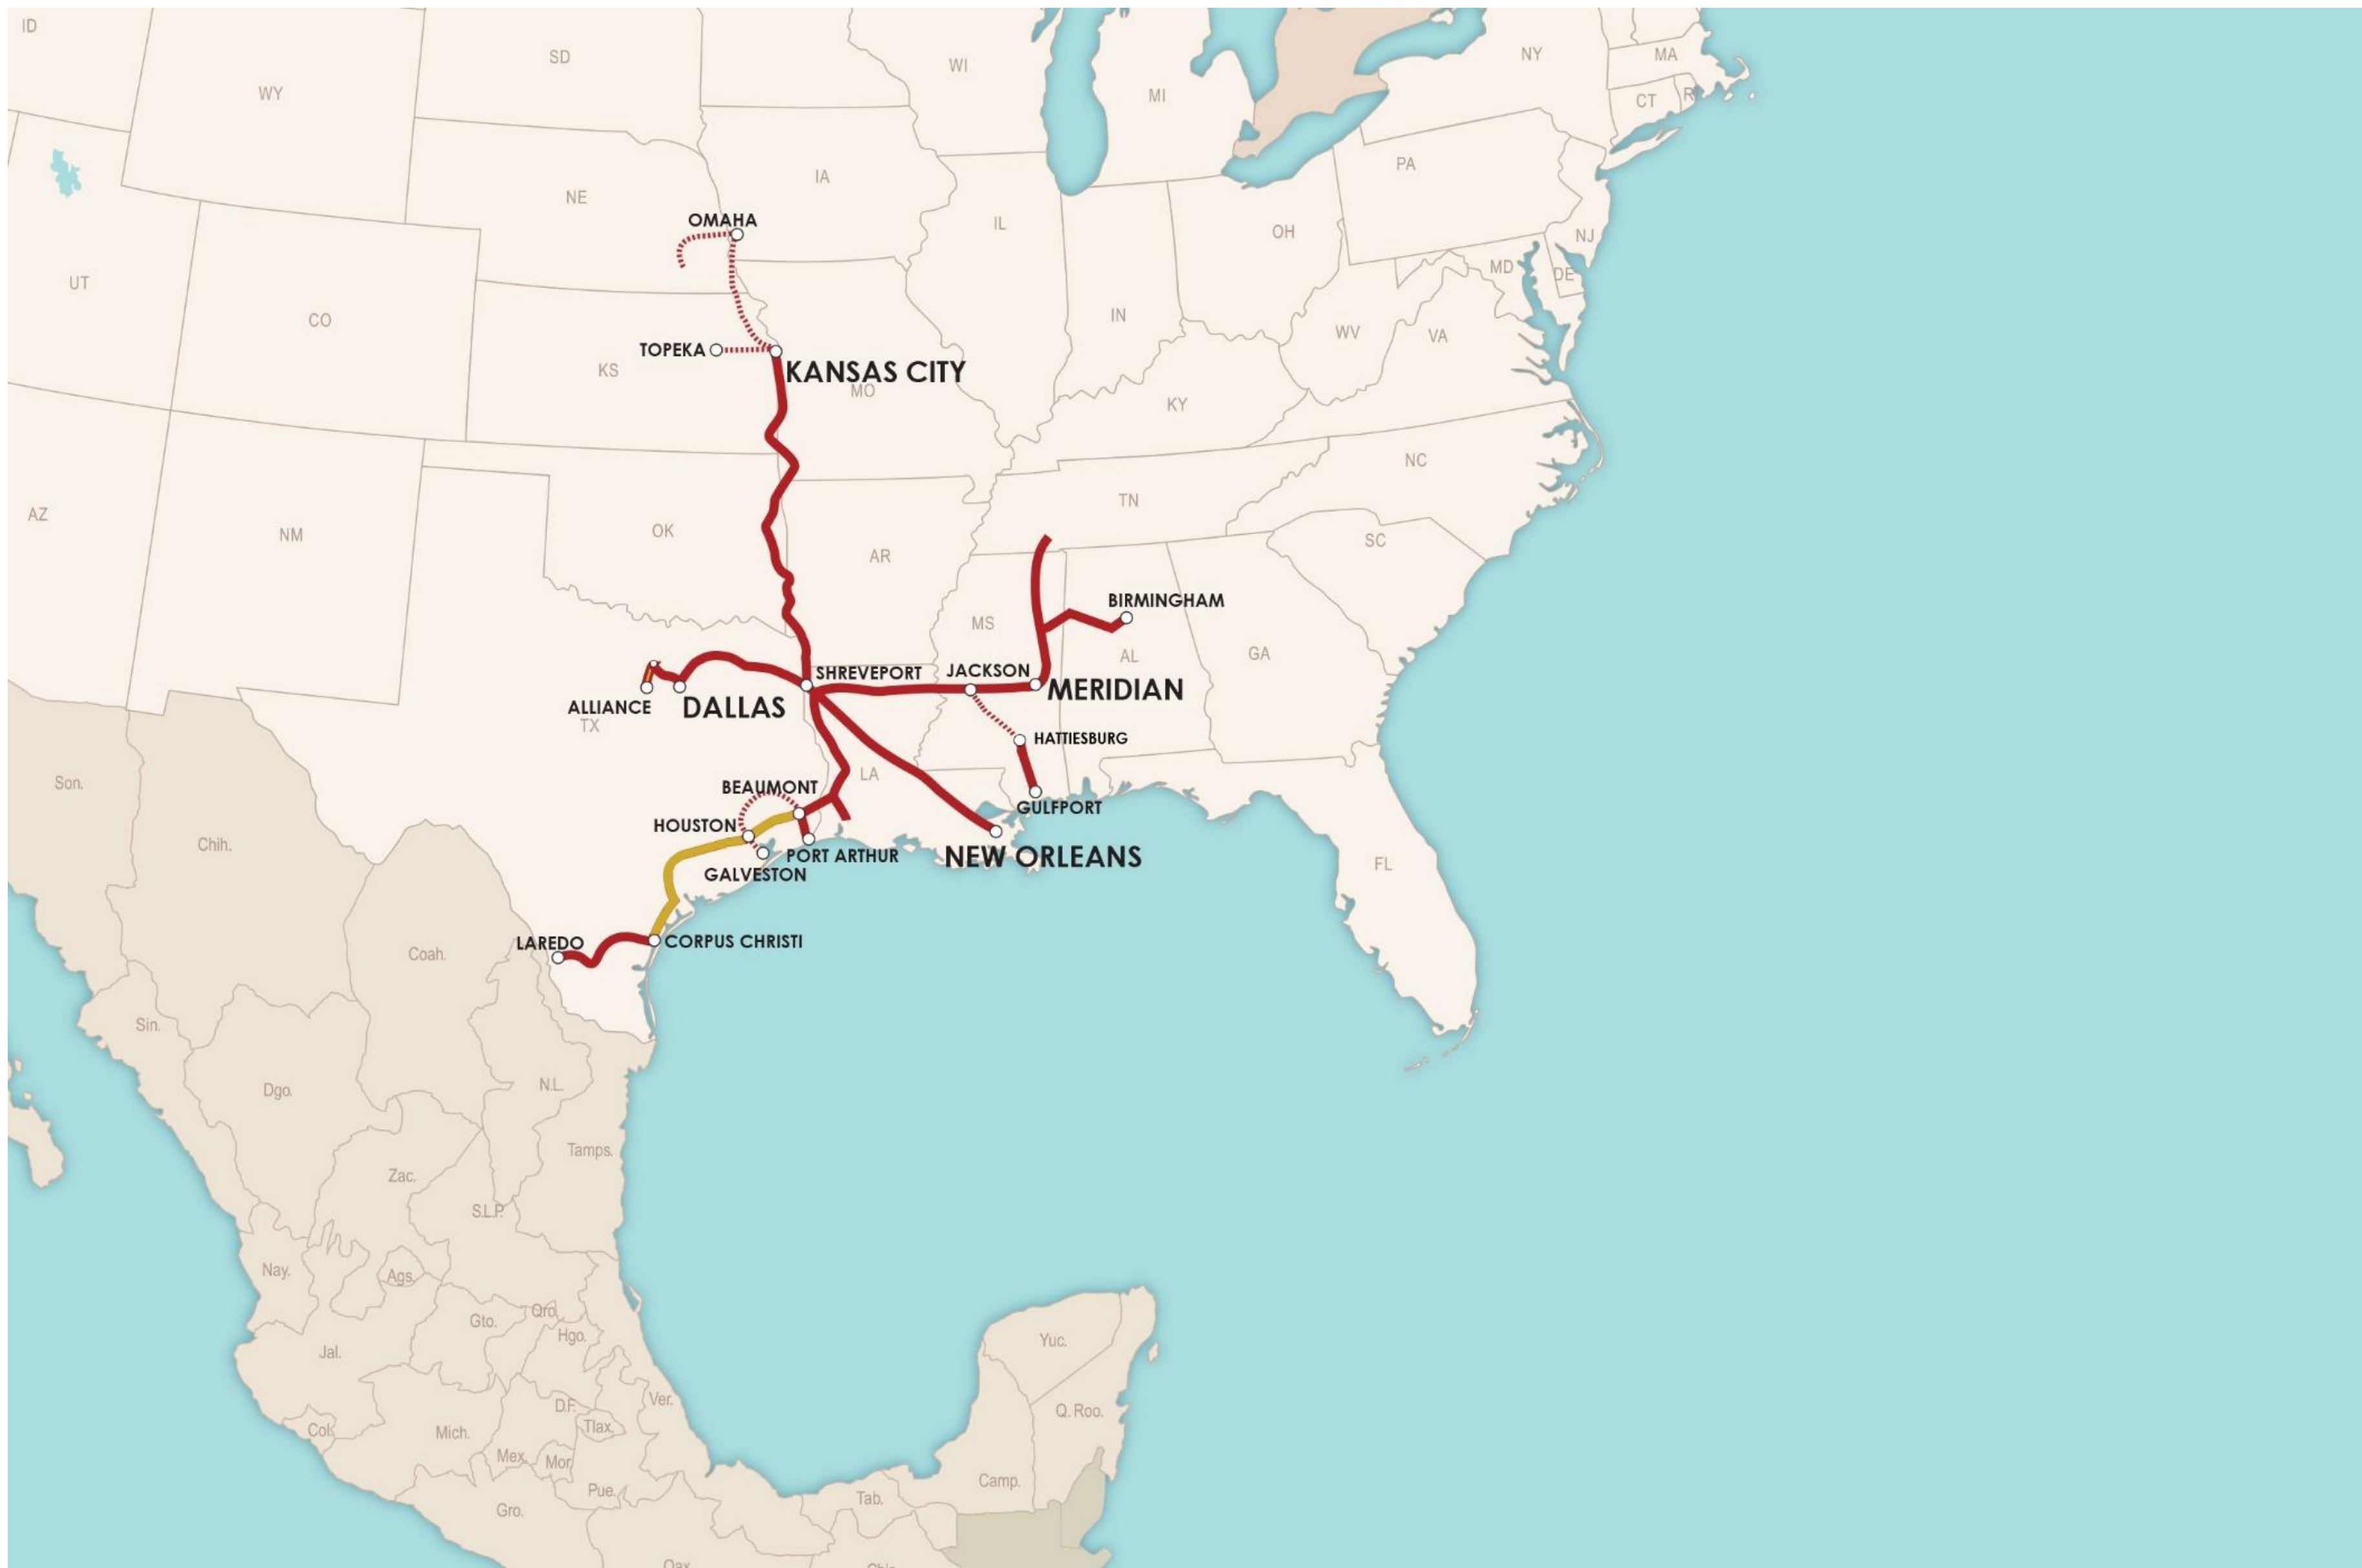 ID
SD
WI
NY
MA
WY
MI
CT
R
PA
IA
NE
OMAHA
IL
OH
NJ
MD
DE
UT
CO
IN
WV
VA
TOPEKA
KANSAS CITY
KS
MO
KY
NC
TN
AZ
NM
OK
AR
SC
BIRMINGHAM
MS
AL
GA
SHREVEPORT
JACKSON
MERIDIAN
ALLIANCE
DALLAS
TX
HATTIESBURG
LA
Son.
BEAUMONT
GULFPORT
HOUSTON
Chih.
PORT ARTHUR
NEW ORLEANS
GALVESTON
FL
LAREDO
CORPUS CHRISTI
Coah.
Sin.
N.L.
Dgo.
Tamps.
Zac.
S.L.P.
Nay.
Ags.
Qro.
Gto.
Hgo.
Yuc.
Jal.
Ver.
D.F.
Q. Roo.
Tlax.
Col.
Mich.
Mex.
Mor.
Camp.
Pue.
Tab.
Gro.